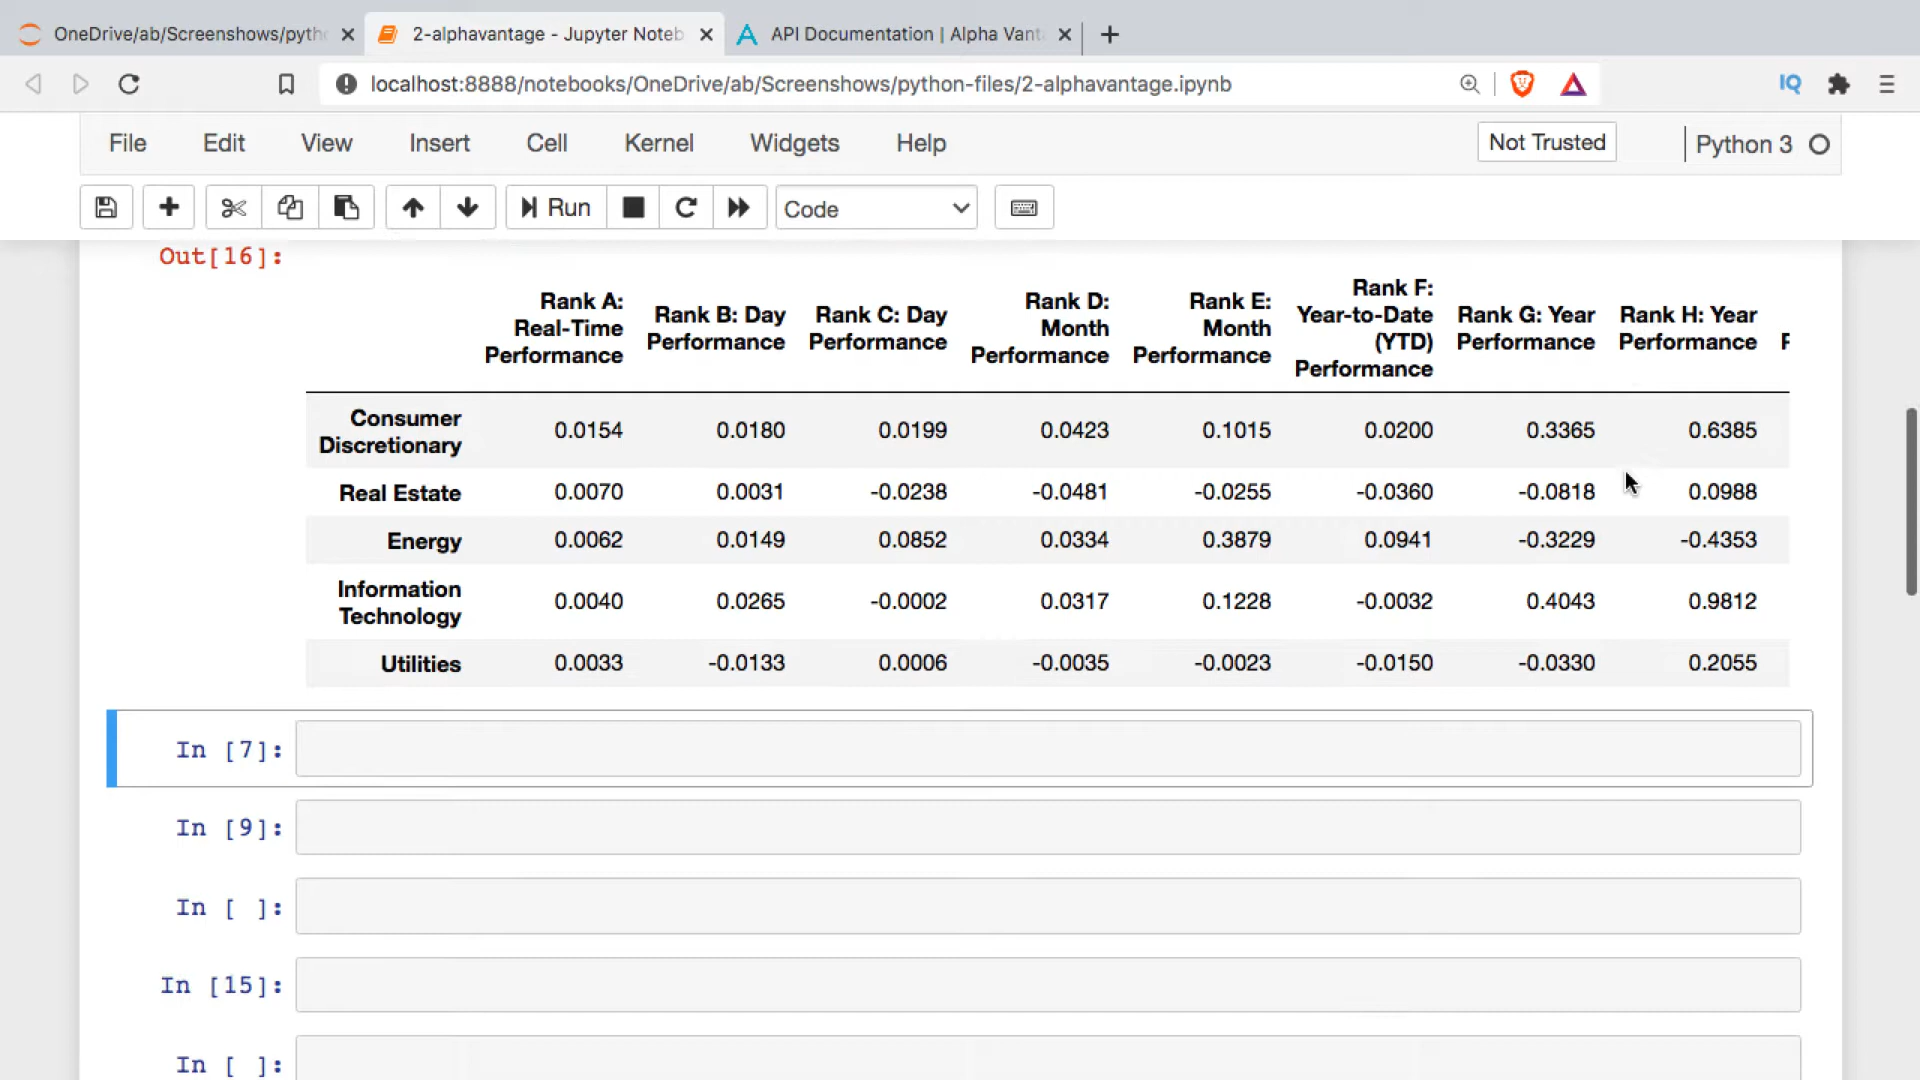 OneDrive/ab/Screenshows/pyth
2-alphavantage - Jupyter Noteb
API Documentation | Alpha Vant
localhost:8888/notebooks/OneDrive/ab/Screenshows/python-files/2-alphavantage.ipynb
IQ
File Edit View Insert Cell Kernel Widgets Help
Not Trusted
Python 3
Run
Code
Out[16]:
Rank A: Real-Time Performance Rank B: Day Performance Rank C: Day Performance Rank D: Month Performance Rank E: Month Performance Rank F: Year-to-Date (YTD) Performance Rank G: Year Performance Rank H: Year Performance
Consumer Discretionary 0.0154 0.0180 0.0199 0.0423 0.1015 0.0200 0.3365 0.6385
Real Estate 0.0070 0.0031 -0.0238 -0.0481 -0.0255 -0.0360 -0.0818 0.0988
Energy 0.0062 0.0149 0.0852 0.0334 0.3879 0.0941 -0.3229 -0.4353
Information Technology 0.0040 0.0265 -0.0002 0.0317 0.1228 -0.0032 0.4043 0.9812
Utilities 0.0033 -0.0133 0.0006 -0.0035 -0.0023 -0.0150 -0.0330 0.2055
In [7]:
In [9]:
In [ ]:
In [15]:
In [ ]: